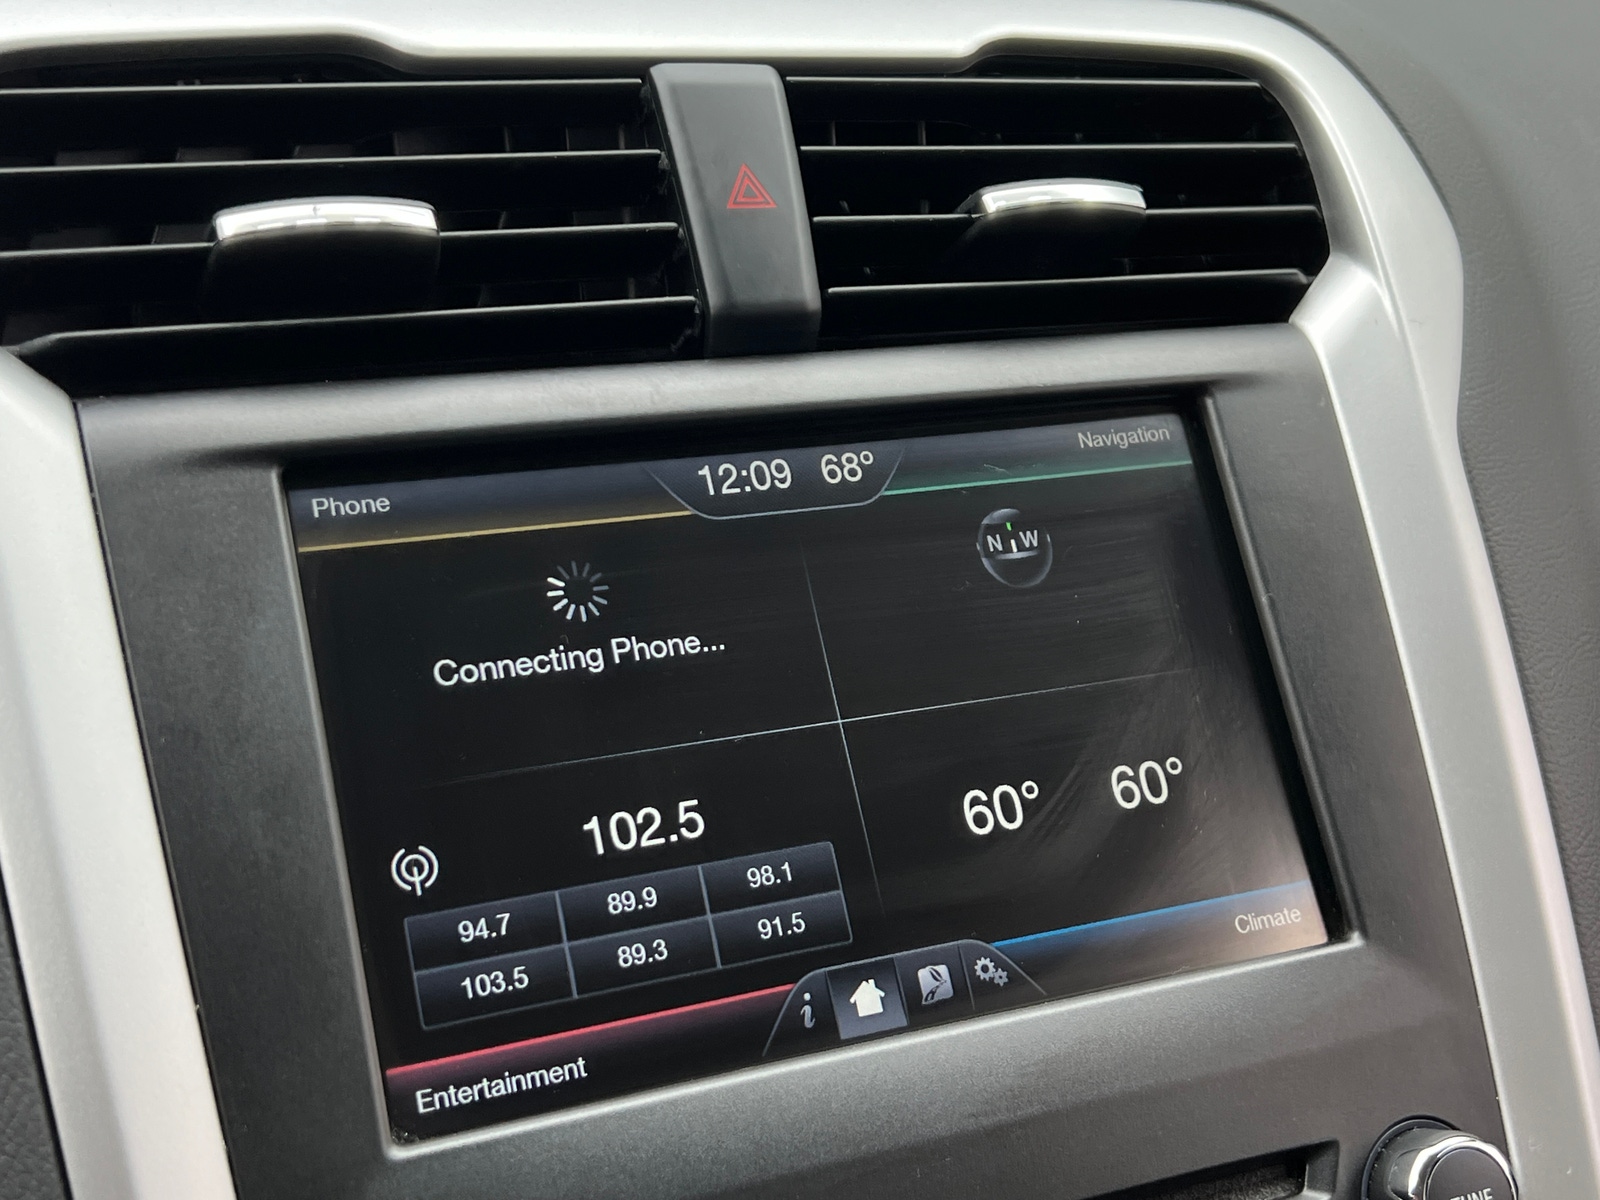 Phone
12:09 68°
Navigation
N W
Connecting Phone...
102.5
94.7 89.9 98.1
103.5 89.3 91.5
60° 60°
i
Entertainment
Climate
TUNE